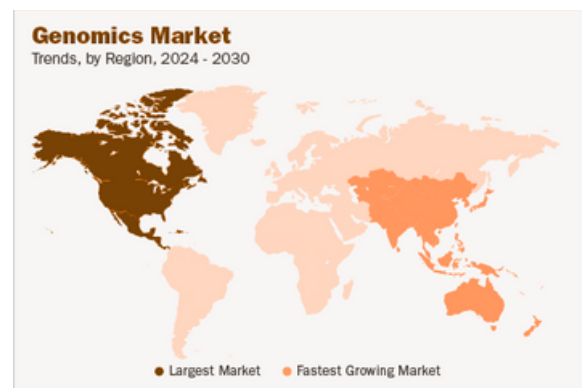 Genomics Market
Trends, by Region, 2024 - 2030
Largest Market
Fastest Growing Market